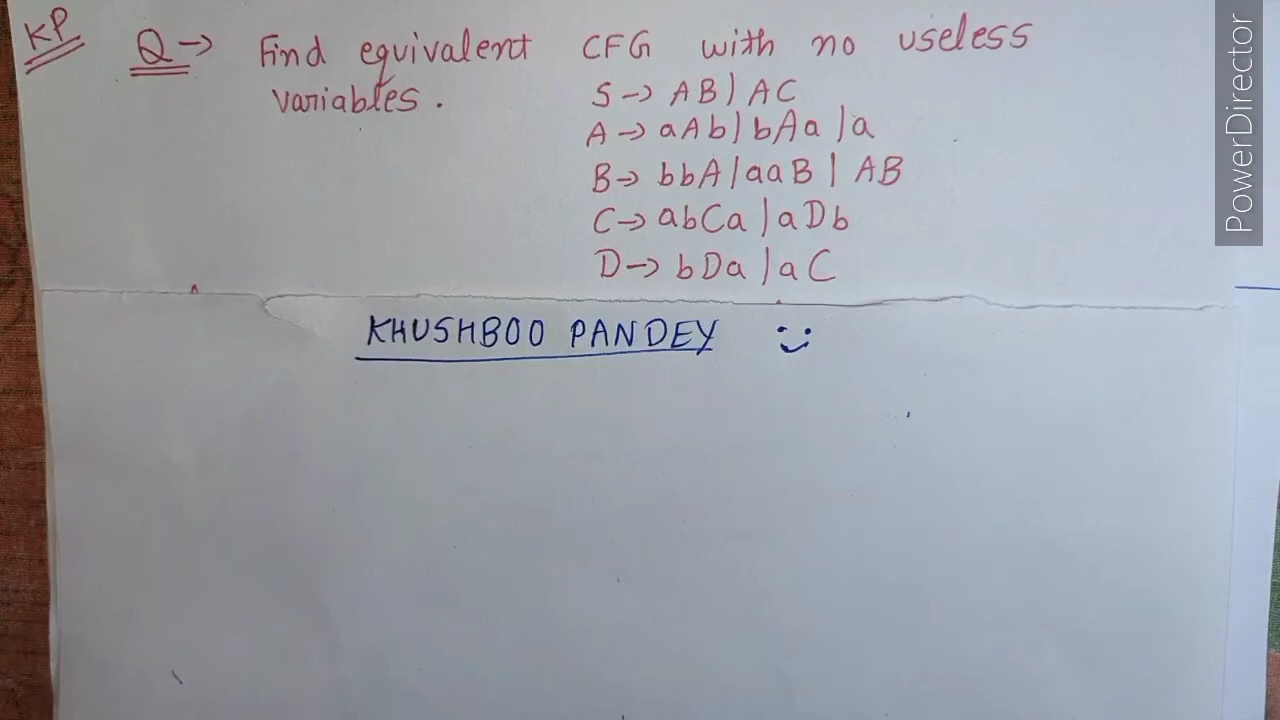 KP
Q→ Find equivalent CFG with no useless
variables.
S→ AB | AC
A→ aAb | bAa | a
B→ bbA | aaB | AB
C→ abCa | aDb
D→ bDa | aC
KHUSHBOO PANDEY
PowerDirector